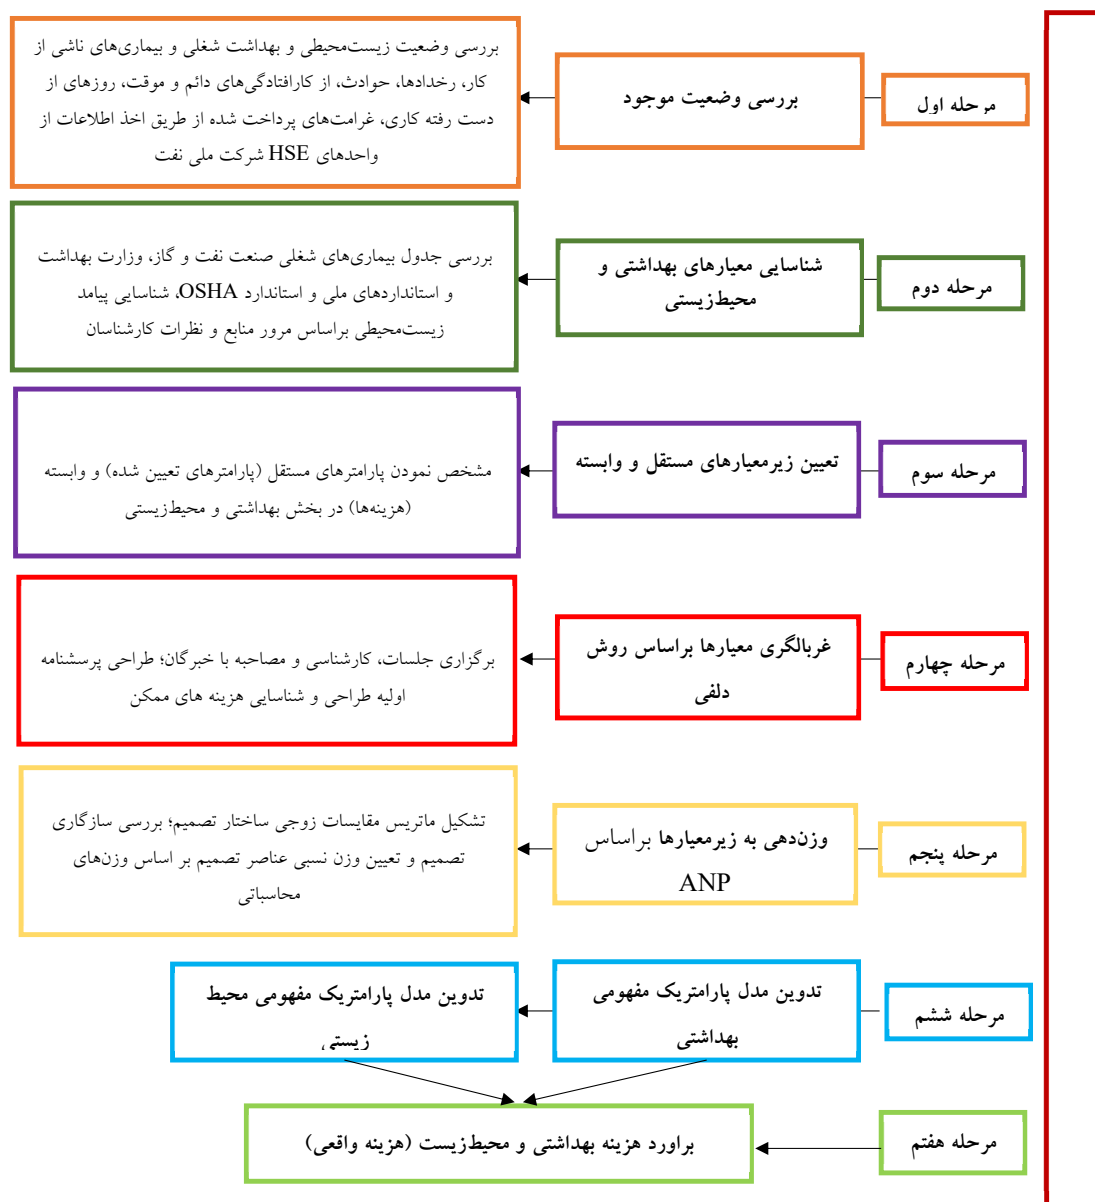 مرحله اول
بررسی وضعیت موجود
بررسی وضعیت زیست‌محیطی و بهداشت شغلی و بیماری‌های ناشی از
کار، رخدادها، حوادث، از کارافتادگی‌های دائم و موقت، روزهای از
دست رفته کاری، غرامت‌های پرداخت شده از طریق اخذ اطلاعات از
واحدهای HSE شرکت ملی نفت
مرحله دوم
شناسایی معیارهای بهداشتی و
محیط‌زیستی
بررسی جدول بیماری‌های شغلی صنعت نفت و گاز، وزارت بهداشت
و استانداردهای ملی و استاندارد OSHA، شناسایی پیامد
زیست‌محیطی براساس مرور منابع و نظرات کارشناسان
مرحله سوم
تعیین زیرمعیارهای مستقل و وابسته
مشخص نمودن پارامترهای مستقل (پارامترهای تعیین شده) و وابسته
(هزینه‌ها) در بخش بهداشتی و محیط‌زیستی
مرحله چهارم
غربالگری معیارها براساس روش
دلفی
برگزاری جلسات، کارشناسی و مصاحبه با خبرگان؛ طراحی پرسشنامه
اولیه طراحی و شناسایی هزینه های ممکن
مرحله پنجم
وزن‌دهی به زیرمعیارها براساس
ANP
تشکیل ماتریس مقایسات زوجی ساختار تصمیم؛ بررسی سازگاری
تصمیم و تعیین وزن نسبی عناصر تصمیم بر اساس وزن‌های
محاسباتی
مرحله ششم
تدوین مدل پارامتریک مفهومی
بهداشتی
تدوین مدل پارامتریک مفهومی محیط
زیستی
مرحله هفتم
براورد هزینه بهداشتی و محیط‌زیست (هزینه واقعی)